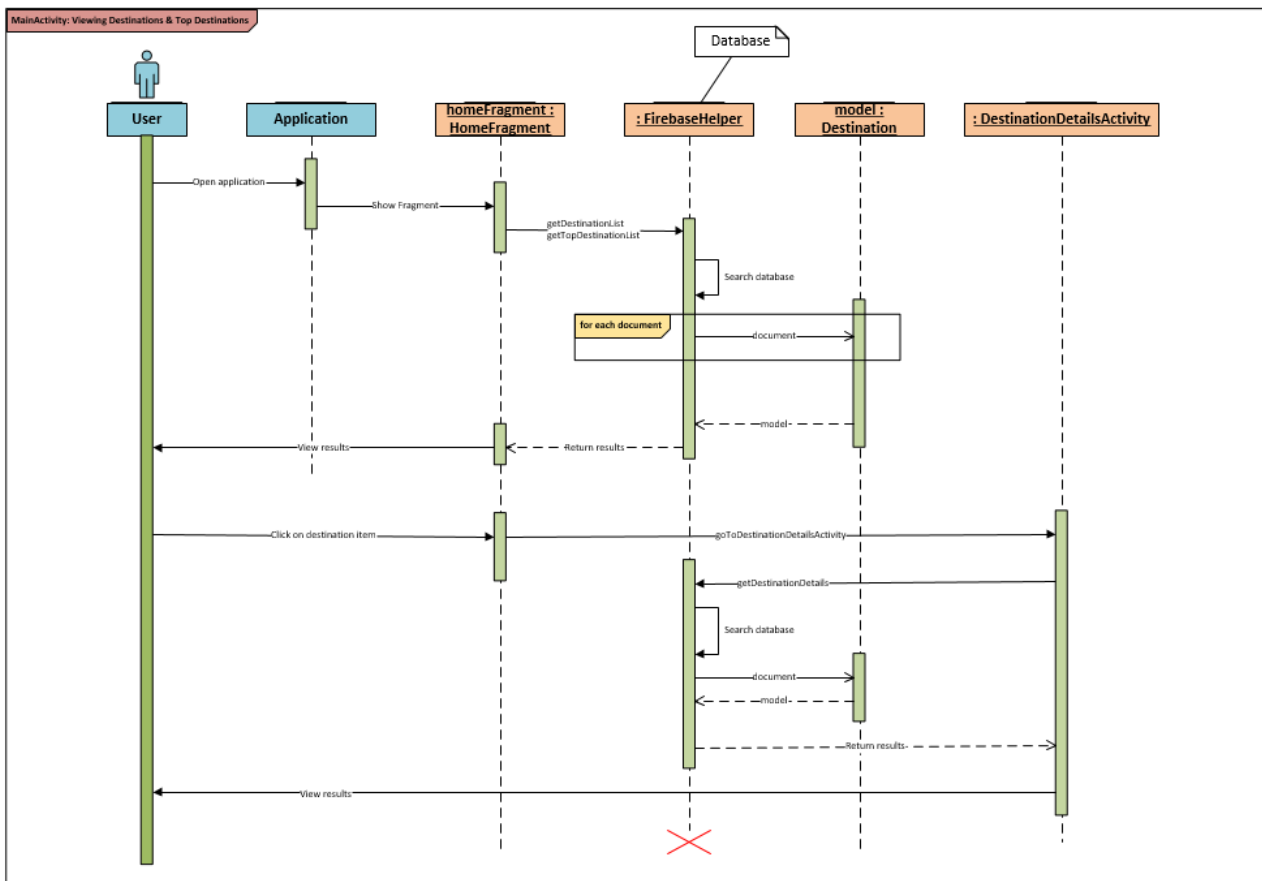 MainActivity: Viewing Destinations & Top Destinations
Database
User
Application
homeFragment :
HomeFragment
: FirebaseHelper
model :
Destination
: DestinationDetailsActivity
Open application
Show Fragment
getDestinationList
getTopDestinationList
Search database
for each document
document
model
View results
Return results
Click on destination item
goToDestinationDetailsActivity
getDestinationDetails
Search database
document
model
Return results
View results